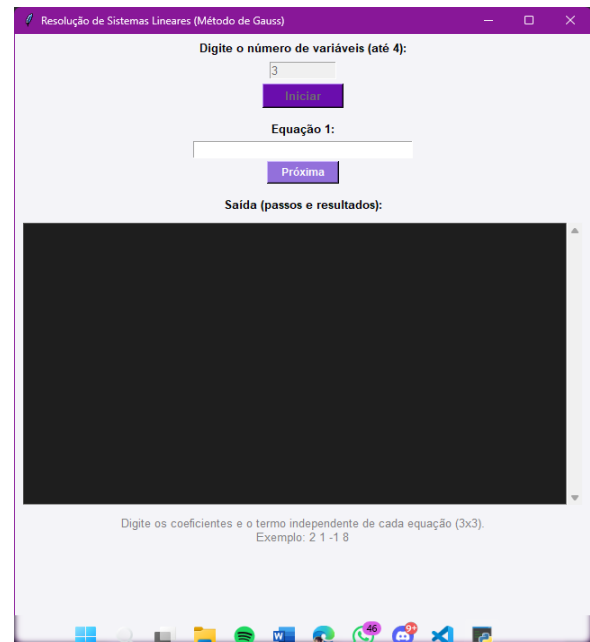 Resolução de Sistemas Lineares (Método de Gauss)
Digite o número de variáveis (até 4):
3
Iniciar
Equação 1:
Próxima
Saída (passos e resultados):
Digite os coeficientes e o termo independente de cada equação (3x3).
Exemplo: 2 1 -1 8
46
9+